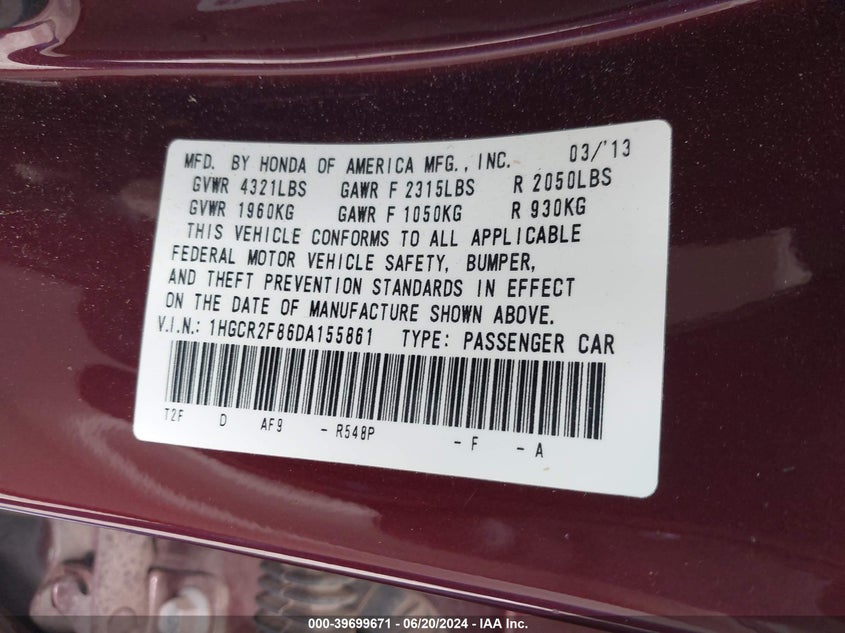 MFD. BY HONDA OF AMERICA MFG., INC. 03/'13
GVWR 4321LBS GAWR F 2315LBS R 2050LBS
GVWR 1960KG GAWR F 1050KG R 930KG
THIS VEHICLE CONFORMS TO ALL APPLICABLE
FEDERAL MOTOR VEHICLE SAFETY, BUMPER,
AND THEFT PREVENTION STANDARDS IN EFFECT
ON THE DATE OF MANUFACTURE SHOWN ABOVE.
V.I.N.: 1HGCR2F86DA155861 TYPE: PASSENGER CAR
T2F D AF9 - R548P - F - A
000-39699671 / 06/20/2024 - IAA Inc.